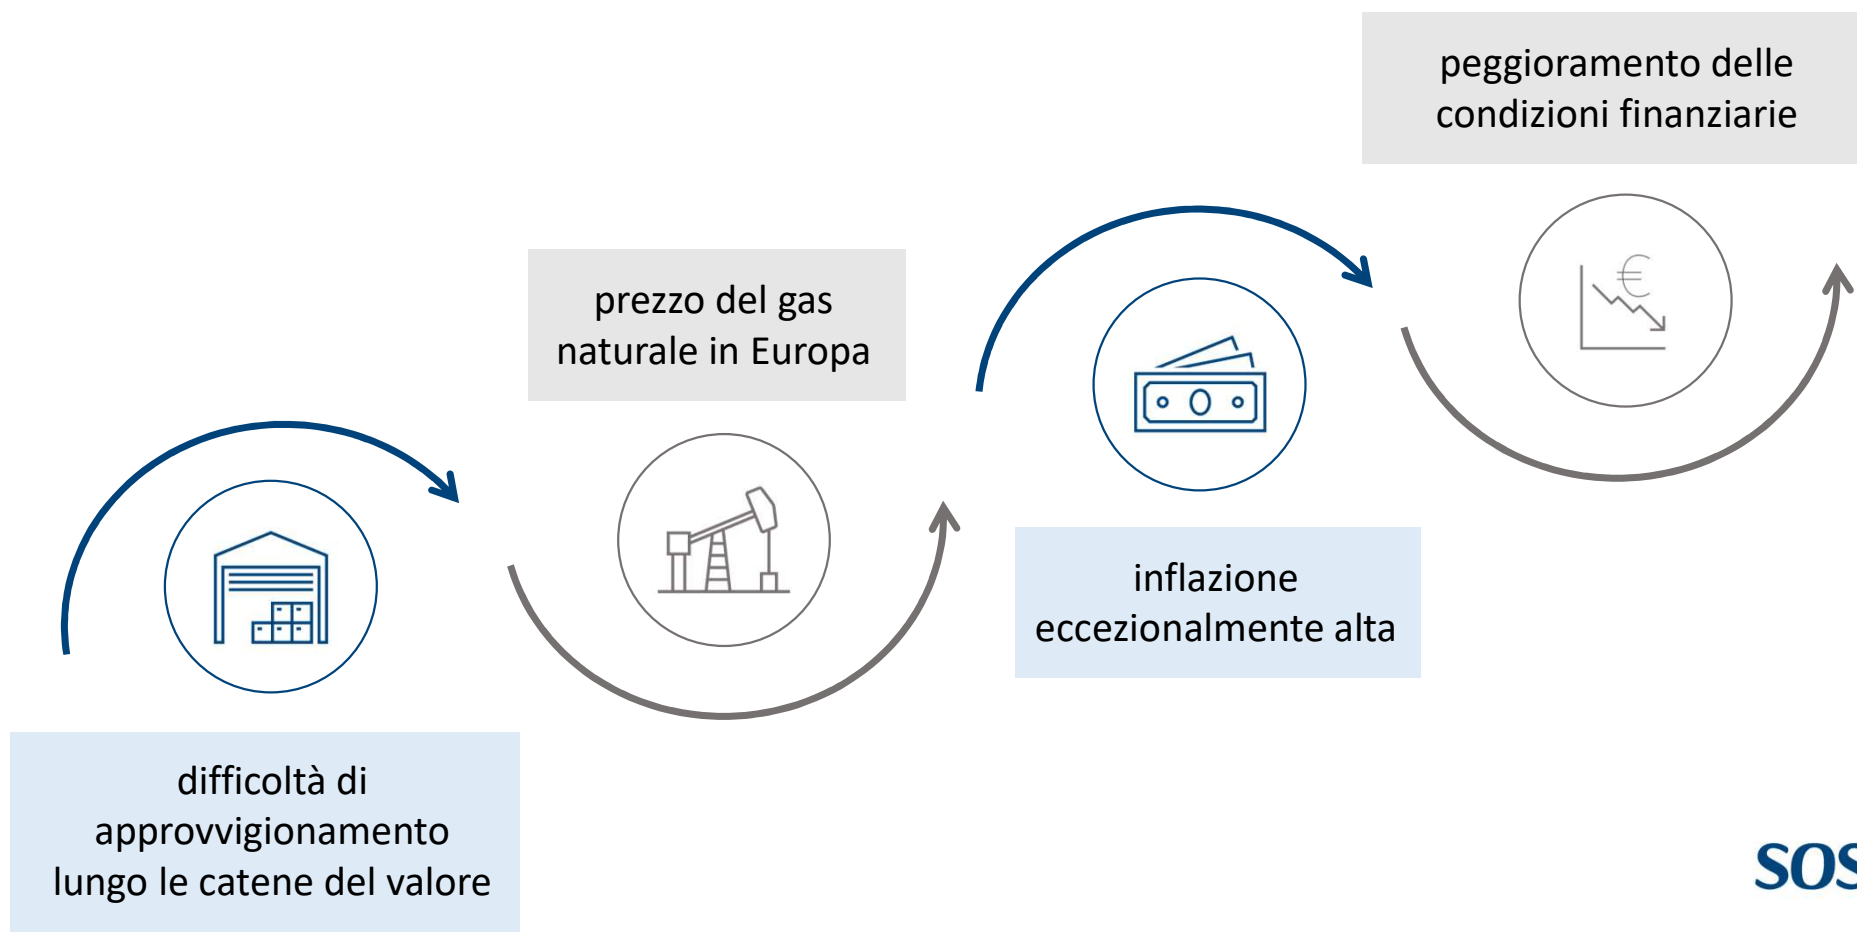 difficoltà di
approvvigionamento
lungo le catene del valore
prezzo del gas
naturale in Europa
inflazione
eccezionalmente alta
peggioramento delle
condizioni finanziarie
€
SOS